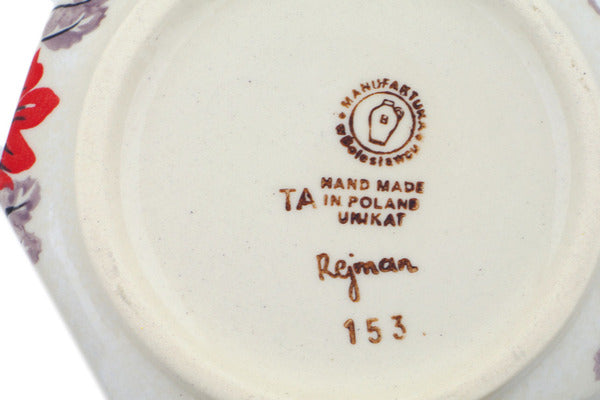 MANUFAKTURA
w Bolesławcu
B
TA HAND MADE
IN POLAND
UNIKAT
Rejman
153